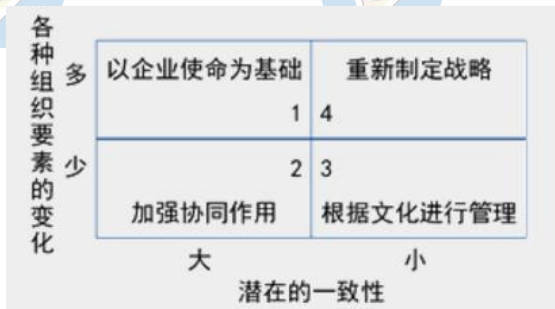 各种组织要素的变化
多
以企业使命为基础
重新制定战略
1
4
少
2
3
加强协同作用
根据文化进行管理
大
小
潜在的一致性